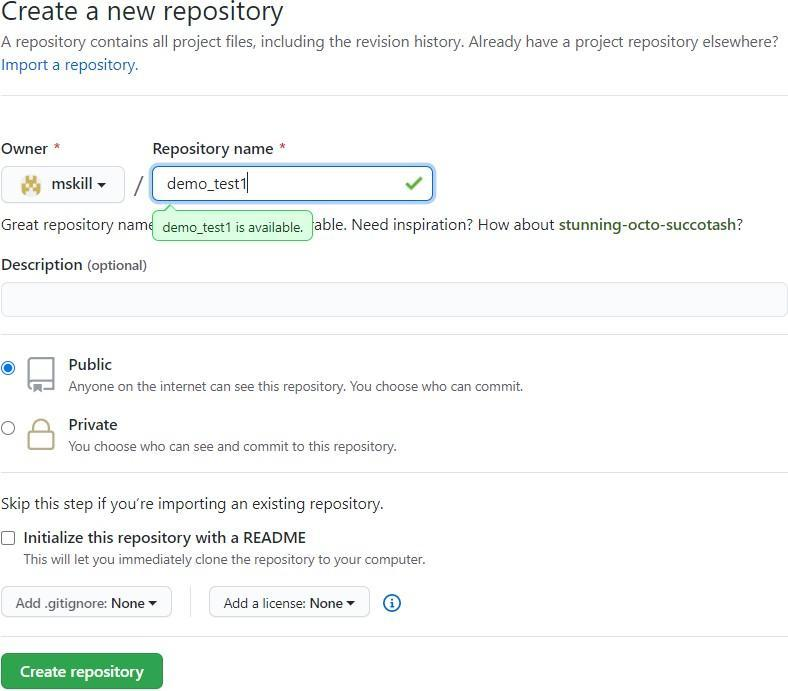 Create a new repository
A repository contains all project files, including the revision history. Already have a project repository elsewhere?
Import a repository.
Owner *
Repository name *
mskill
/
demo_test1
Great repository name
able. Need inspiration? How about stunning-octo-succotash?
demo_test1 is available.
Description (optional)
Public
Anyone on the internet can see this repository. You choose who can commit.
Private
You choose who can see and commit to this repository.
Skip this step if you're importing an existing repository.
Initialize this repository with a README
This will let you immediately clone the repository to your computer.
Add .gitignore: None
Add a license: None
Create repository